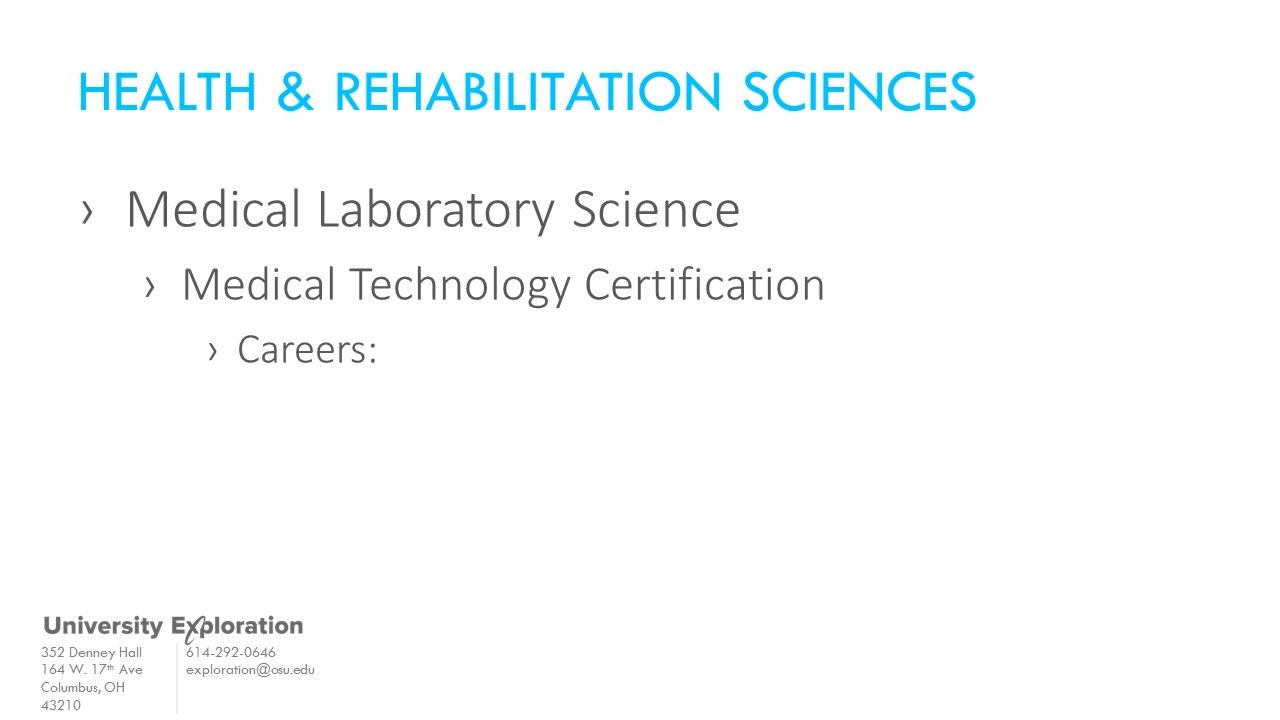 HEALTH & REHABILITATION SCIENCES
› Medical Laboratory Science
› Medical Technology Certification
› Careers:
University Exploration
352 Denney Hall
164 W. 17th Ave
Columbus, OH
43210
614-292-0646
exploration@osu.edu